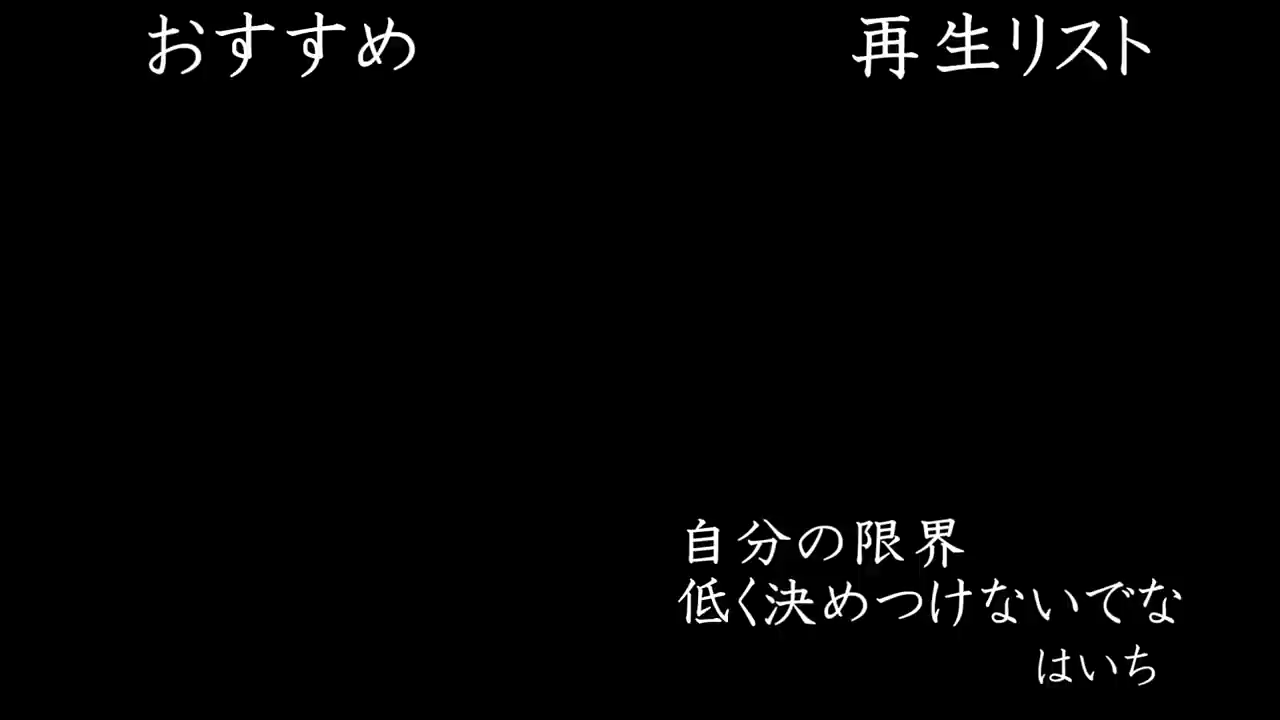 おすすめ
再生リスト
自分の限界
低く決めつけないでな
はいち